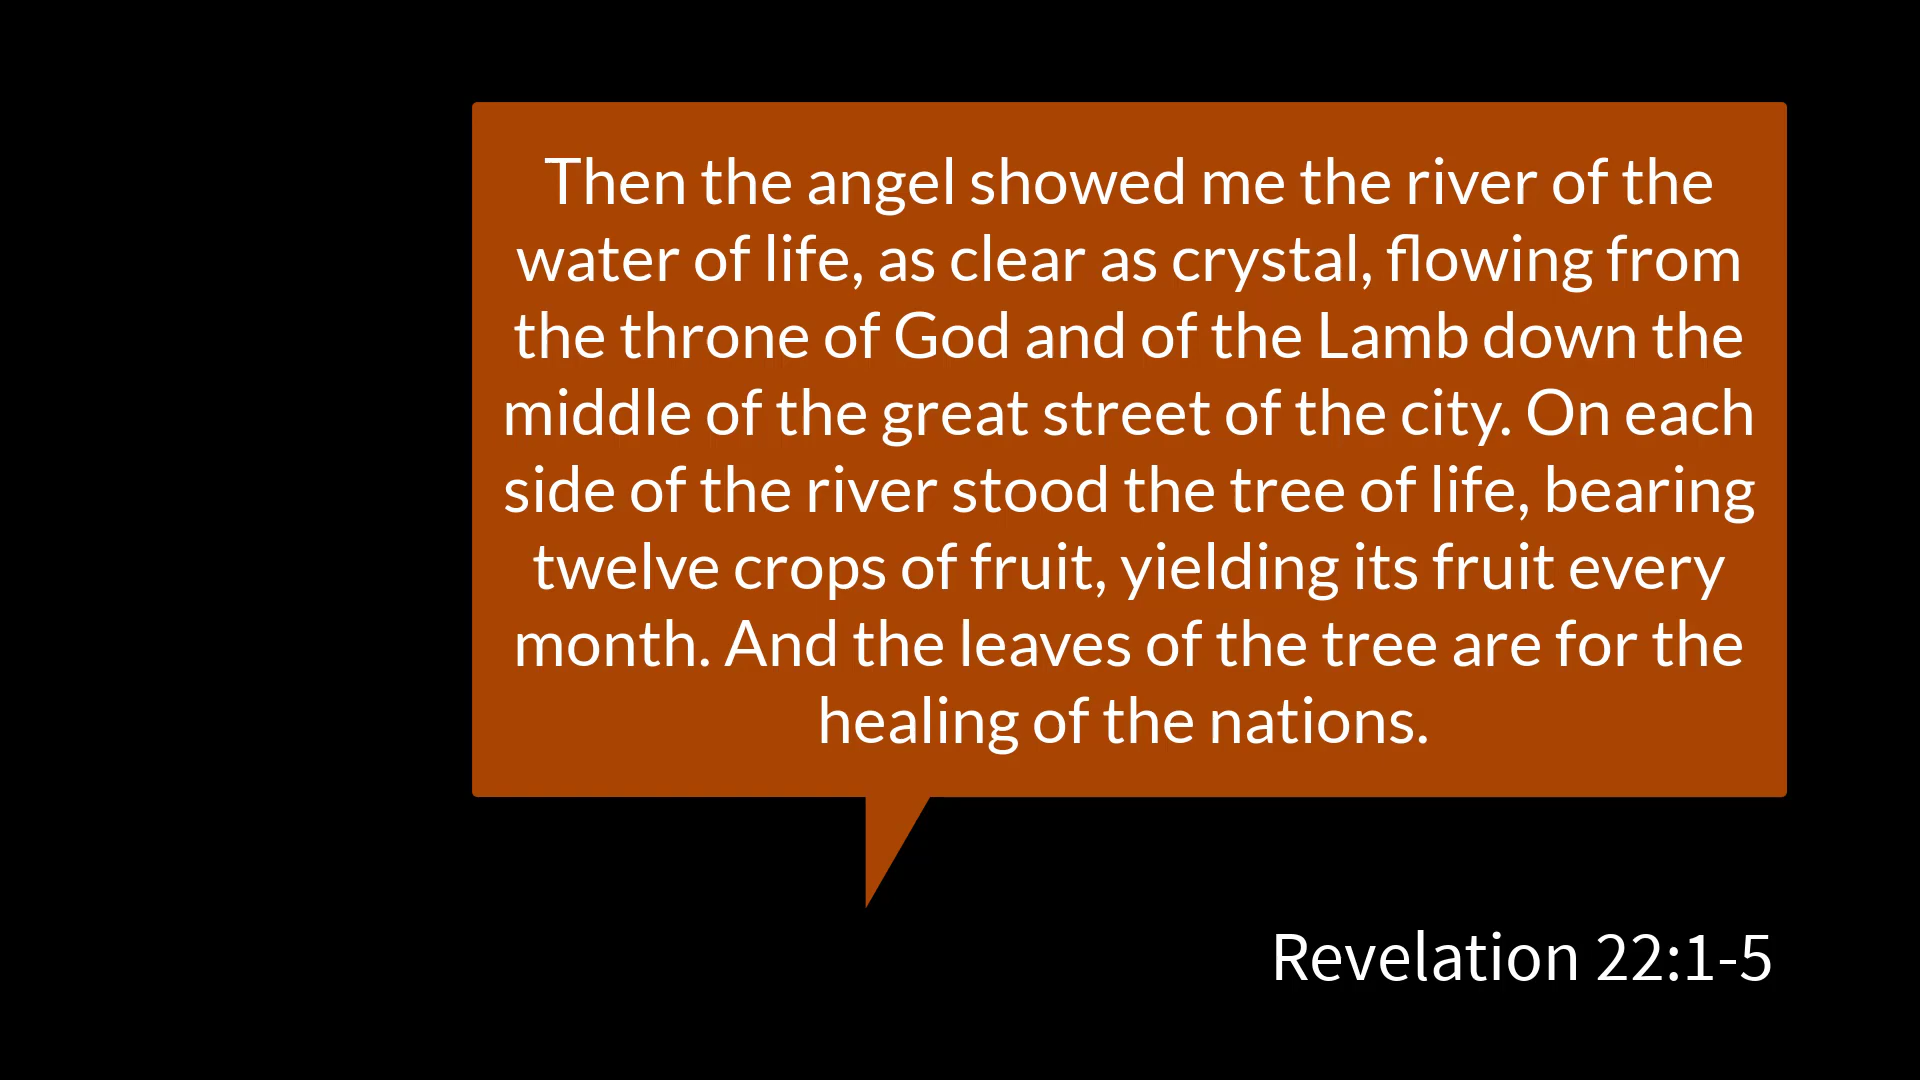 Then the angel showed me the river of the
water of life, as clear as crystal, flowing from
the throne of God and of the Lamb down the
middle of the great street of the city. On each
side of the river stood the tree of life, bearing
twelve crops of fruit, yielding its fruit every
month. And the leaves of the tree are for the
healing of the nations.
Revelation 22:1-5